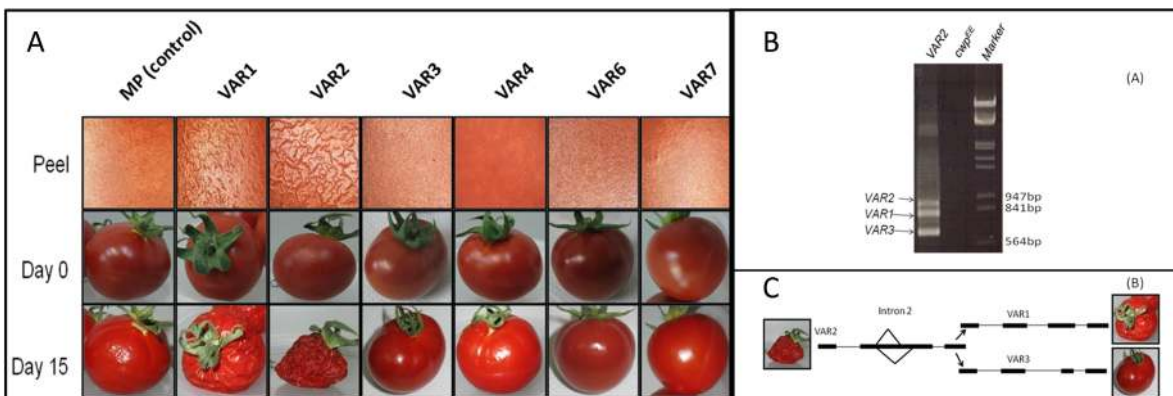 A
MP (control)
VAR1
VAR2
VAR3
VAR4
VAR6
VAR7
Peel
Day 0
Day 15
B
VAR2
cwpEE
Marker
(A)
VAR2
VAR1
VAR3
947bp
841bp
564bp
C
(B)
Intron 2
VAR2
VAR1
VAR3